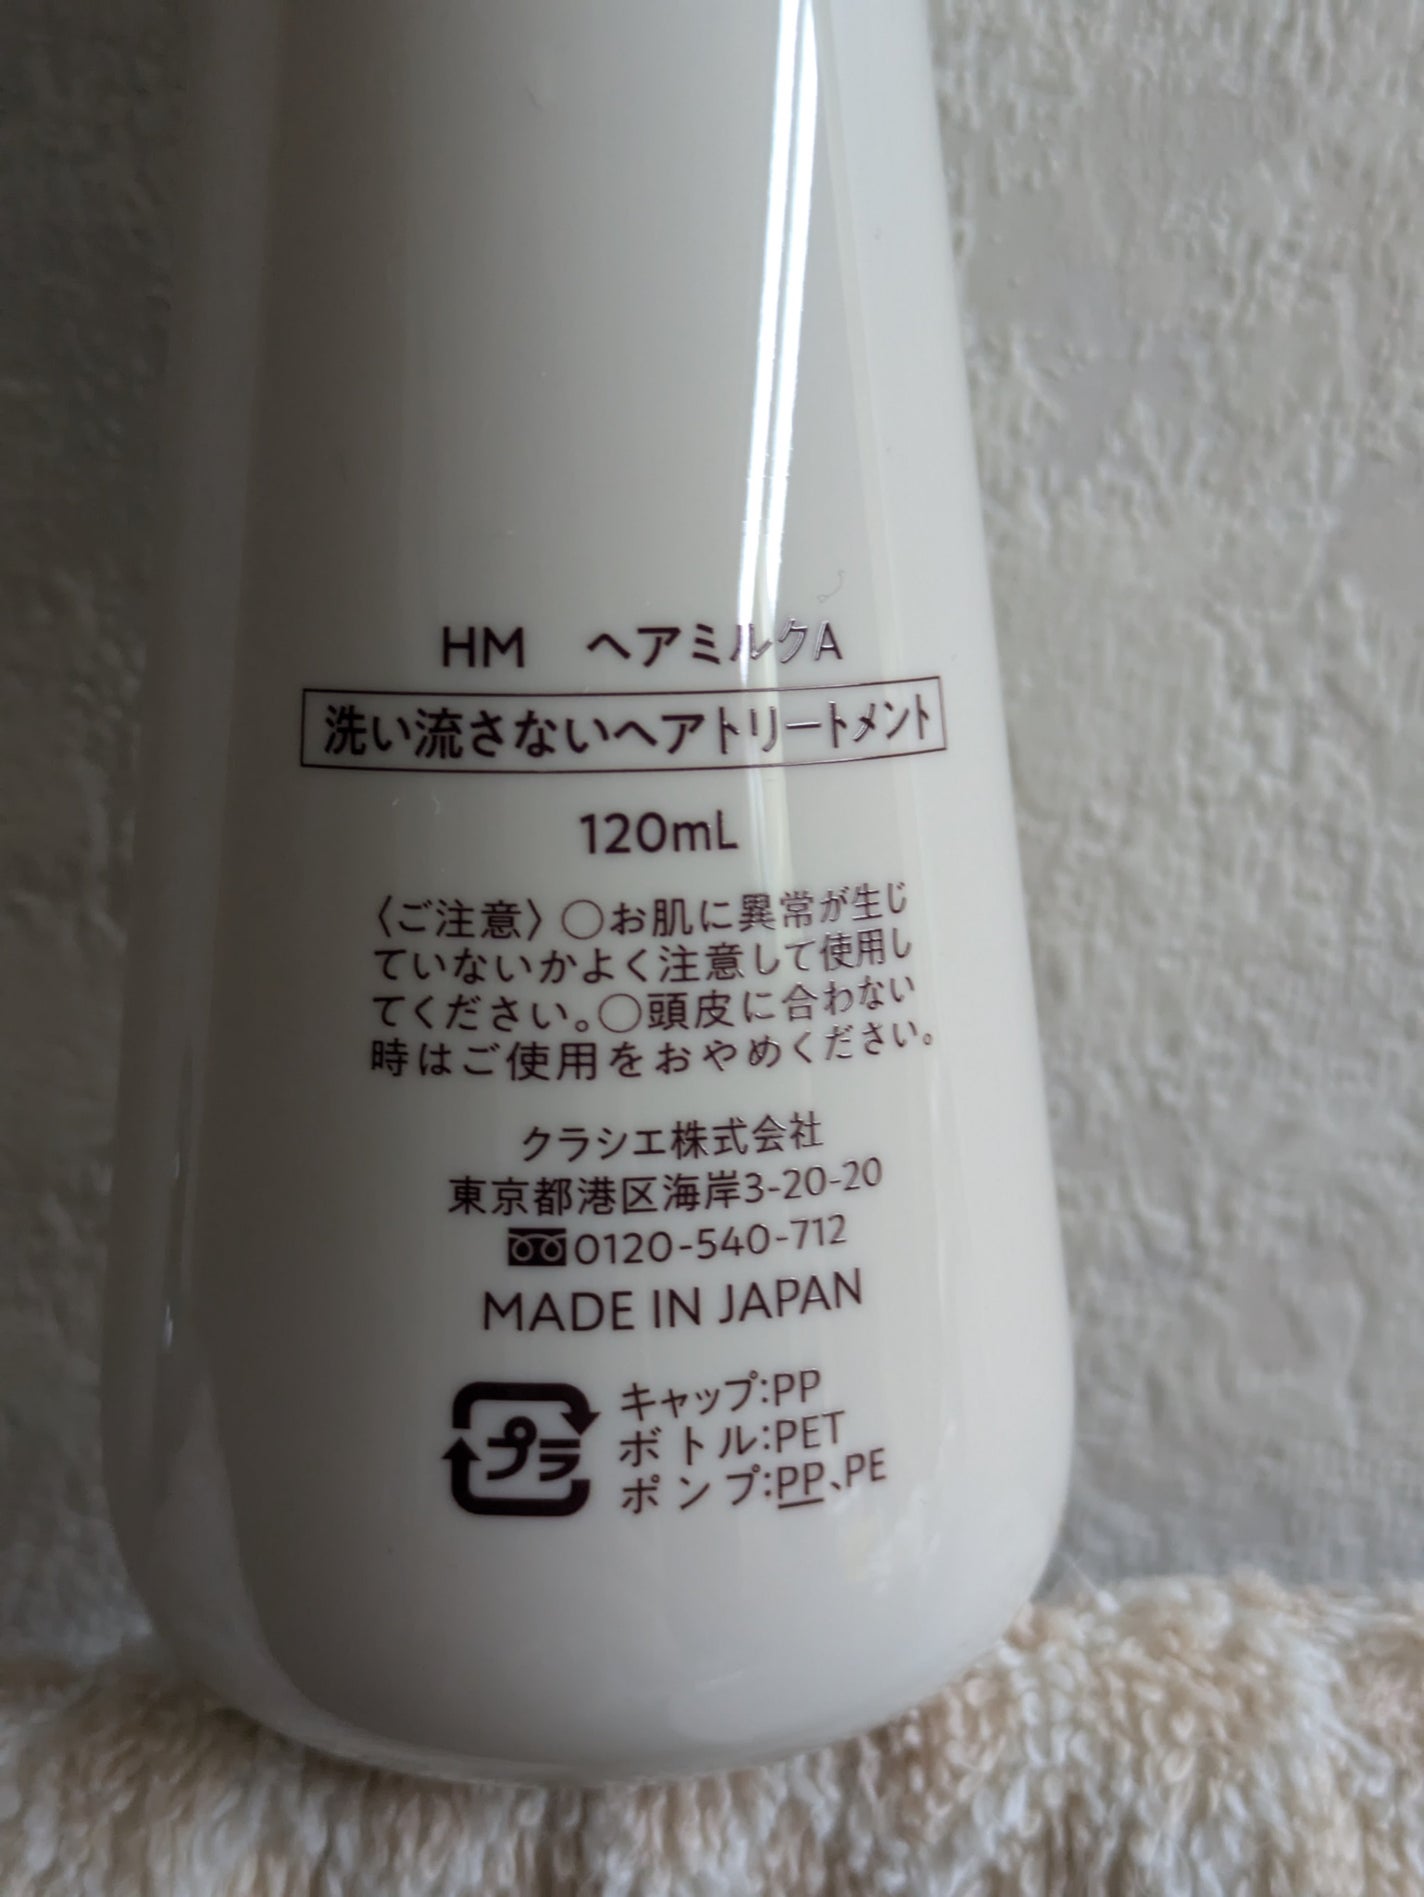 HM ヘアミルクA
洗い流さないヘアトリートメント
120mL
〈ご注意〉○お肌に異常が生じ
ていないかよく注意して使用し
てください。○頭皮に合わない
時はご使用をおやめください。
クラシエ株式会社
東京都港区海岸3-20-20
0120-540-712
MADE IN JAPAN
プラ
キャップ:PP
ボトル:PET
ポンプ:PP、PE